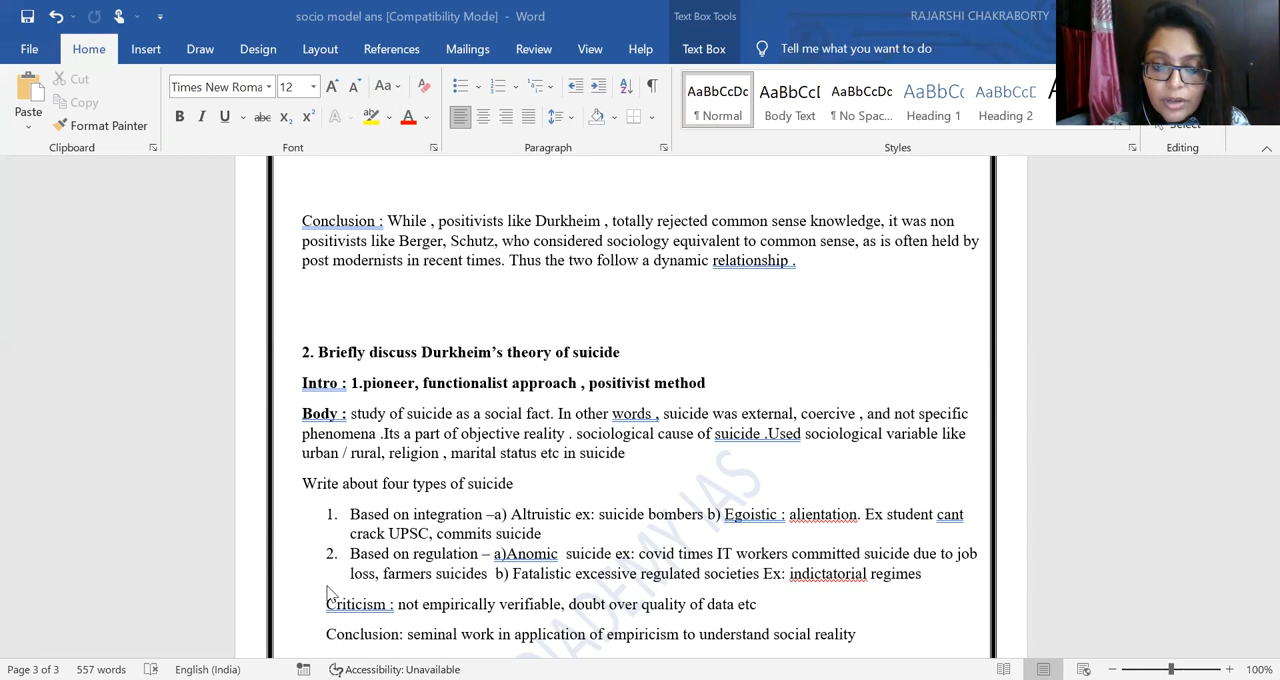 socio model ans [Compatibility Mode] - Word
Text Box Tools
RAJARSHI CHAKRABORTY
File Home Insert Draw Design Layout References Mailings Review View Help Text Box Tell me what you want to do
Paste
Cut
Copy
Format Painter
Times New Roma 12
Aa
B I U abc X₂ X² A A
AaBbCcDc AaBbCcI AaBbCcDc AaBbCc AaBbCcD
¶ Normal Body Text ¶ No Spac... Heading 1 Heading 2
Select
Clipboard Font Paragraph Styles Editing
Conclusion : While , positivists like Durkheim , totally rejected common sense knowledge, it was non
positivists like Berger, Schutz, who considered sociology equivalent to common sense, as is often held by
post modernists in recent times. Thus the two follow a dynamic relationship .
2. Briefly discuss Durkheim’s theory of suicide
Intro : 1.pioneer, functionalist approach , positivist method
Body : study of suicide as a social fact. In other words , suicide was external, coercive , and not specific
phenomena .Its a part of objective reality . sociological cause of suicide .Used sociological variable like
urban / rural, religion , marital status etc in suicide
Write about four types of suicide
1. Based on integration –a) Altruistic ex: suicide bombers b) Egoistic : alientation. Ex student cant
crack UPSC, commits suicide
2. Based on regulation – a)Anomic suicide ex: covid times IT workers committed suicide due to job
loss, farmers suicides b) Fatalistic excessive regulated societies Ex: indictatorial regimes
Criticism : not empirically verifiable, doubt over quality of data etc
Conclusion: seminal work in application of empiricism to understand social reality
Page 3 of 3 557 words English (India) Accessibility: Unavailable 100%